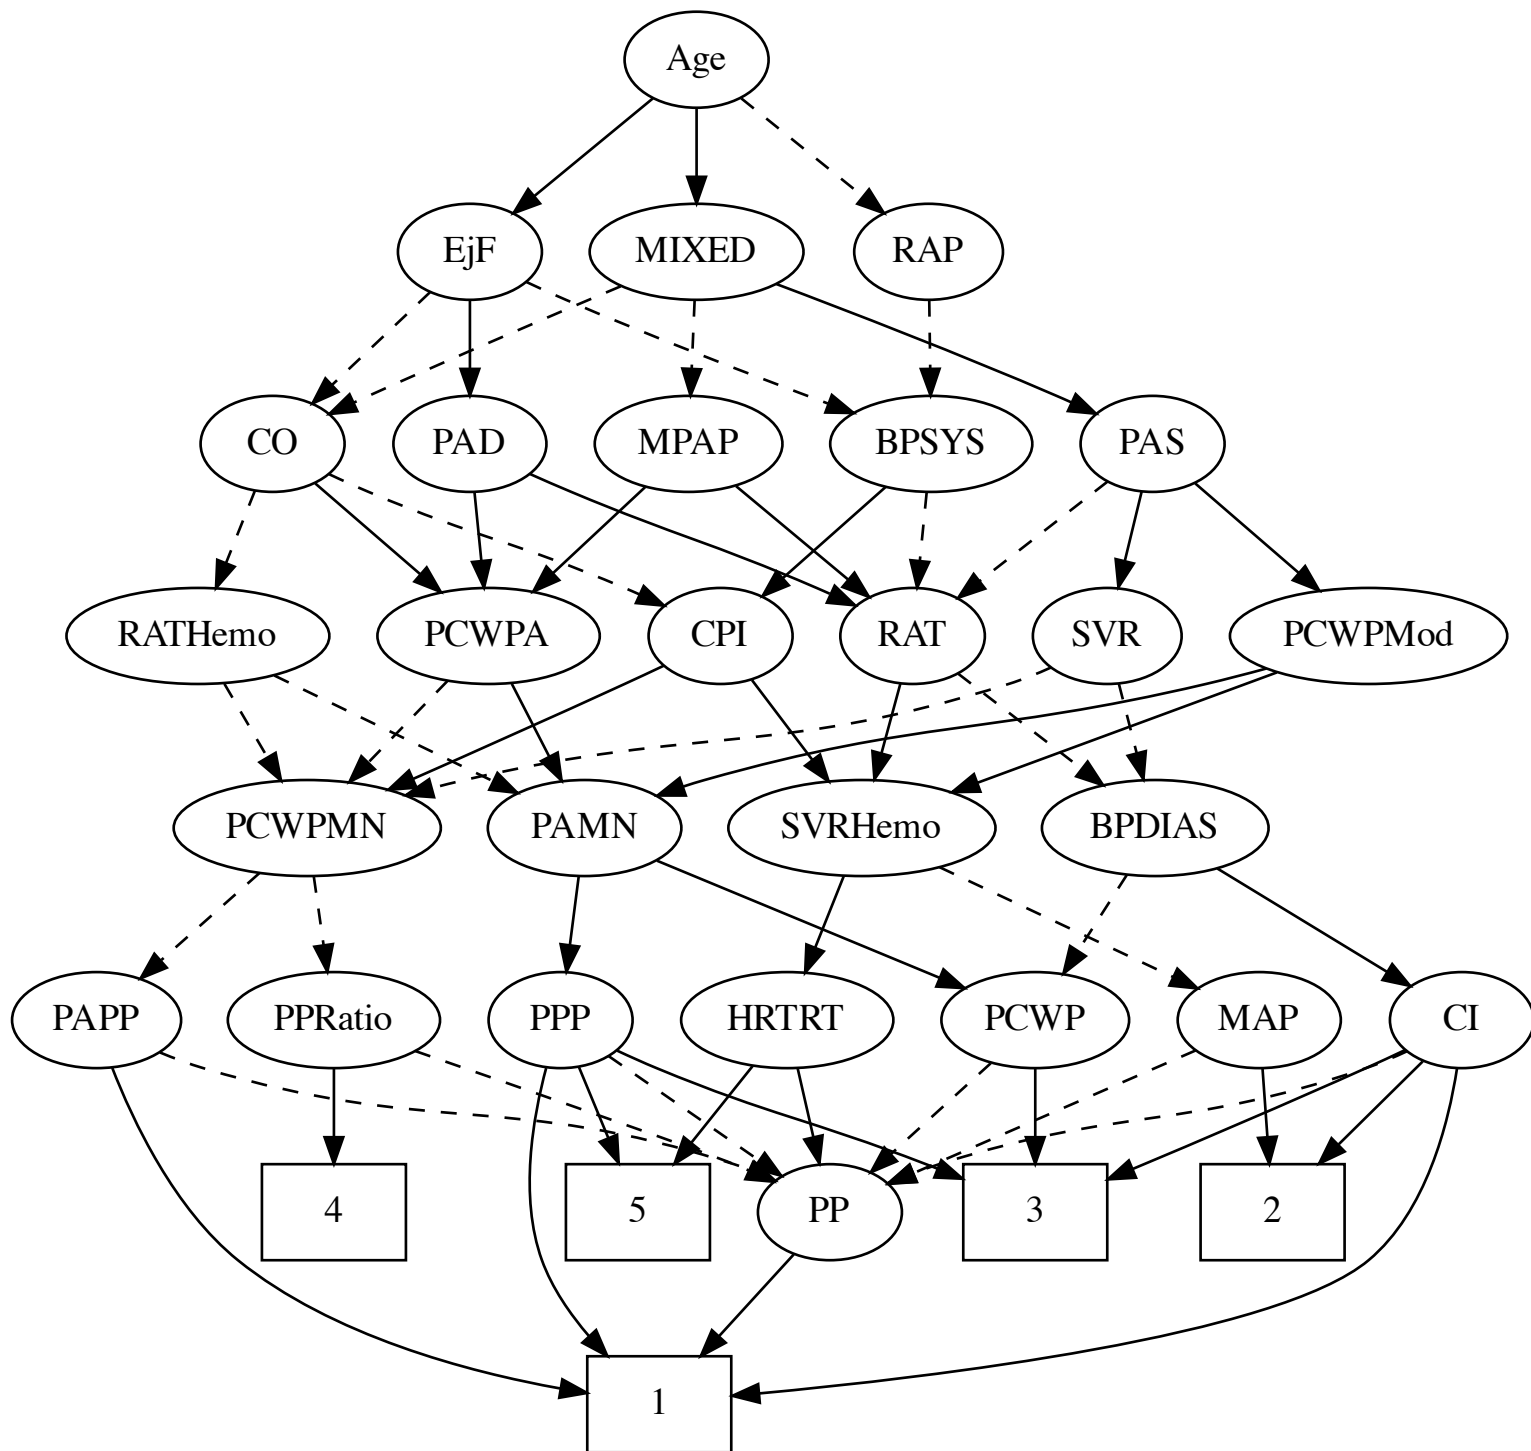 Age
EjF
MIXED
RAP
CO
PAD
MPAP
BPSYS
PAS
RATHemo
PCWPA
CPI
RAT
SVR
PCWPMod
PCWPMN
PAMN
SVRHemo
BPDIAS
PAPP
PPRatio
PPP
HRTRT
PCWP
MAP
CI
4
5
PP
3
2
1